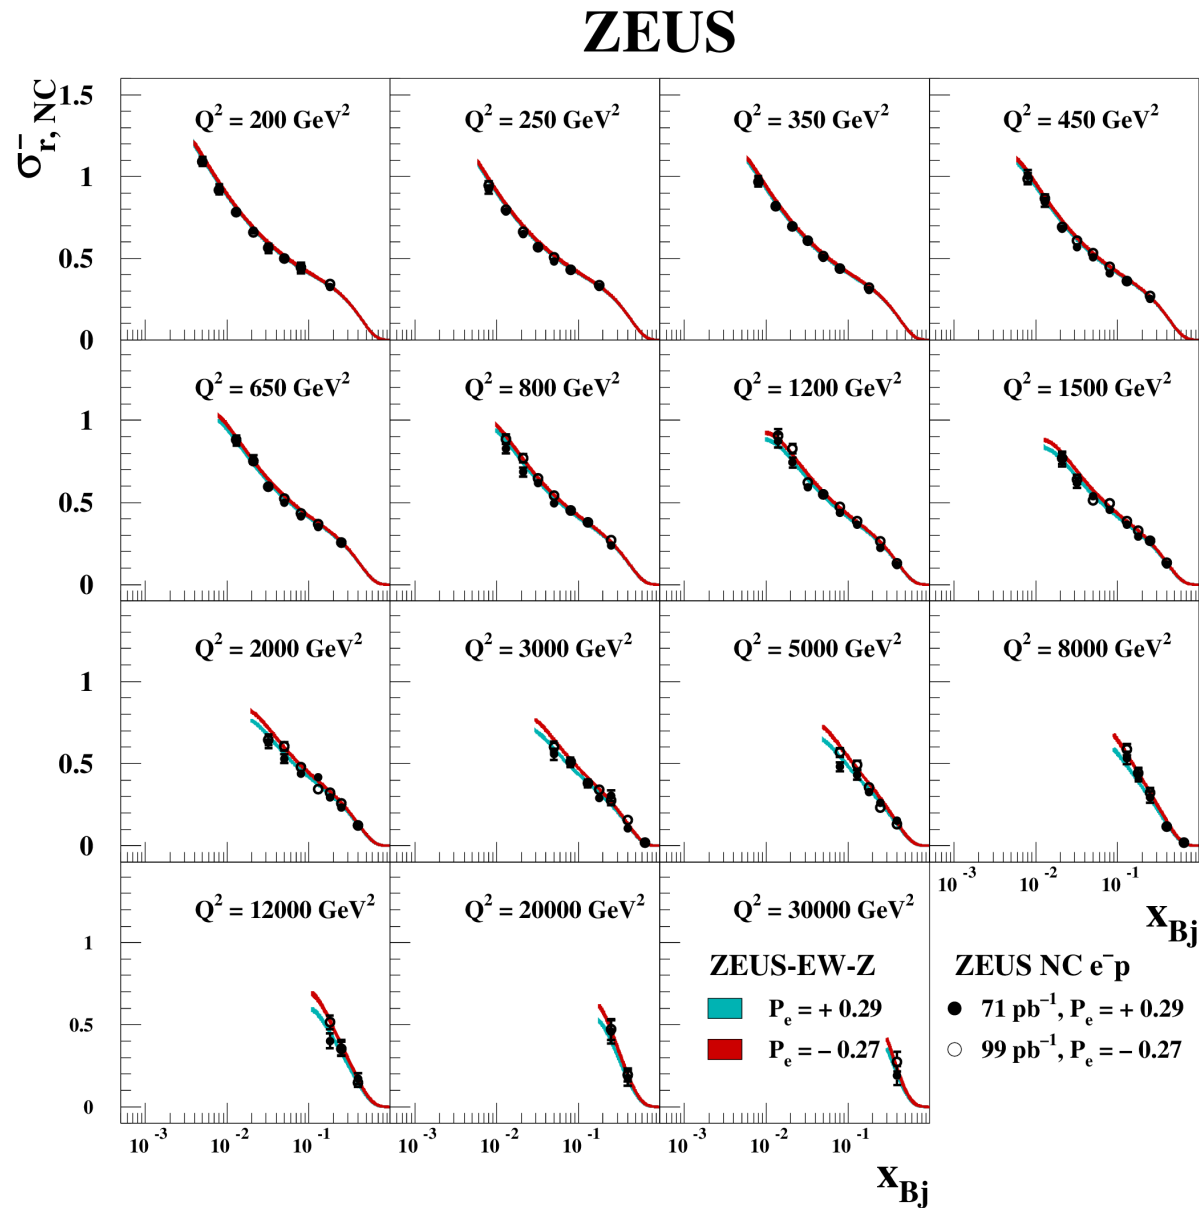 ZEUS
σ⁻r, NC
1.5
Q² = 200 GeV² Q² = 250 GeV² Q² = 350 GeV² Q² = 450 GeV²
1
0.5
0
Q² = 650 GeV² Q² = 800 GeV² Q² = 1200 GeV² Q² = 1500 GeV²
1
0.5
0
Q² = 2000 GeV² Q² = 3000 GeV² Q² = 5000 GeV² Q² = 8000 GeV²
1
0.5
0
10⁻³ 10⁻² 10⁻¹
xBj
Q² = 12000 GeV² Q² = 20000 GeV² Q² = 30000 GeV²
1
0.5
0
ZEUS-EW-Z
Pe = + 0.29
Pe = − 0.27
ZEUS NC e⁻p
71 pb⁻¹, Pe = + 0.29
99 pb⁻¹, Pe = − 0.27
10⁻³ 10⁻² 10⁻¹ 10⁻³ 10⁻² 10⁻¹ 10⁻³ 10⁻² 10⁻¹
xBj